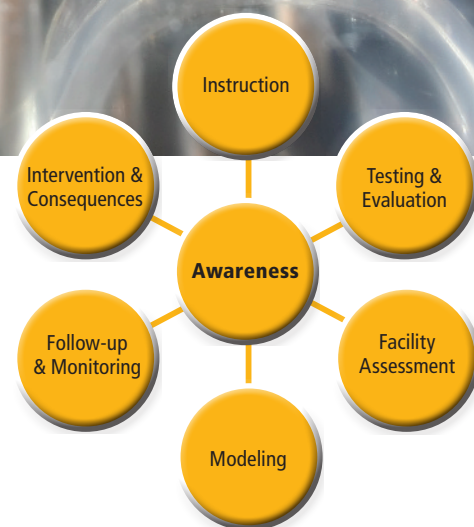 Instruction
Intervention &
Consequences
Testing &
Evaluation
Awareness
Follow-up
& Monitoring
Facility
Assessment
Modeling